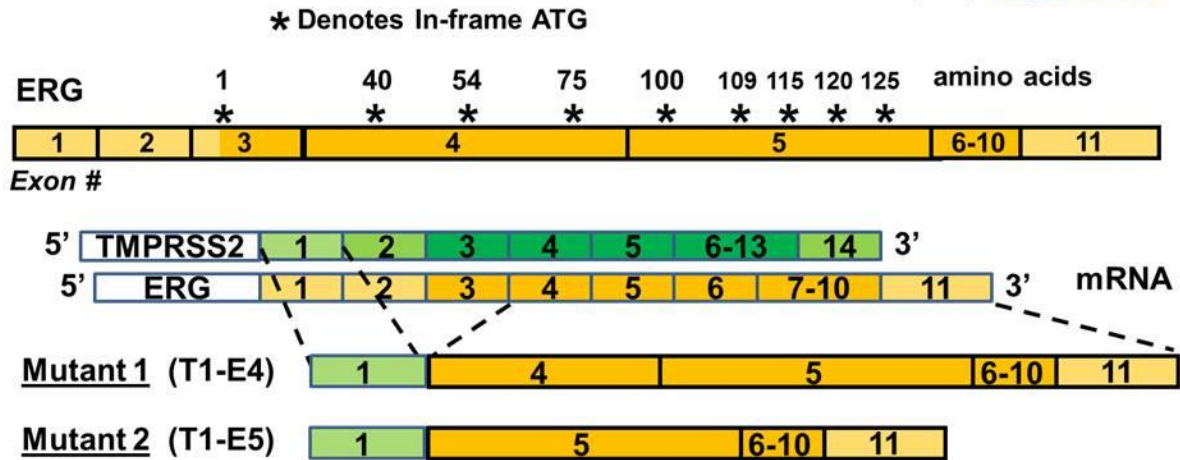 * Denotes In-frame ATG
1 40 54 75 100 109 115 120 125 amino acids
ERG
* * * * * * * * *
1 2 3 4 5 6-10 11
Exon #
5’ TMPRSS2 1 2 3 4 5 6-13 14 3’
5’ ERG 1 2 3 4 5 6 7-10 11 3’ mRNA
Mutant 1 (T1-E4) 1 4 5 6-10 11
Mutant 2 (T1-E5) 1 5 6-10 11